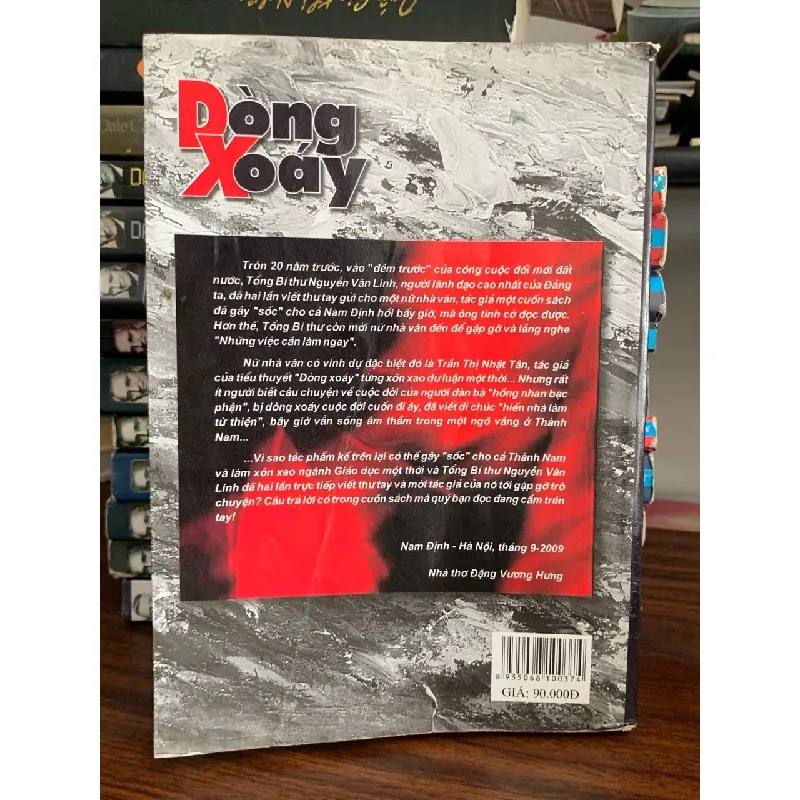 Dale C
Dòng
Xoáy
Tròn 20 năm trước, vào "đêm trước" của công cuộc đổi mới đất
nước, Tổng Bí thư Nguyễn Văn Linh, người lãnh đạo cao nhất của Đảng
ta, đã hai lần viết thư tay gửi cho một nữ nhà văn, tác giả một cuốn sách
đã gây "sốc" cho cả Nam Định hồi bấy giờ, mà ông tình cờ đọc được.
Hơn thế, Tổng Bí thư còn mời nữ nhà văn đến để gặp gỡ và lắng nghe
"Những việc cần làm ngay".
Nữ nhà văn có vinh dự đặc biệt đó là Trần Thị Nhật Tân, tác giả
của tiểu thuyết "Dòng xoáy" từng xôn xao dư luận một thời... Nhưng rất
ít người biết câu chuyện về cuộc đời của người đàn bà "hồng nhan bạc
phận", bị dòng xoáy cuộc đời cuốn đi ấy, đã viết di chúc "hiến nhà làm
từ thiện", bây giờ vẫn sống âm thầm trong một ngõ vắng ở Thành
Nam...
...Vì sao tác phẩm kể trên lại có thể gây "sốc" cho cả Thành Nam
và làm xôn xao ngành Giáo dục một thời và Tổng Bí thư Nguyễn Văn
Linh đã hai lần trực tiếp viết thư tay và mời tác giả của nó tới gặp gỡ trò
chuyện? Câu trả lời có trong cuốn sách mà quý bạn đọc đang cầm trên
tay!
Nam Định - Hà Nội, tháng 9-2009
Nhà thơ Đặng Vương Hưng
8 935068 100374
GIÁ: 90.000Đ